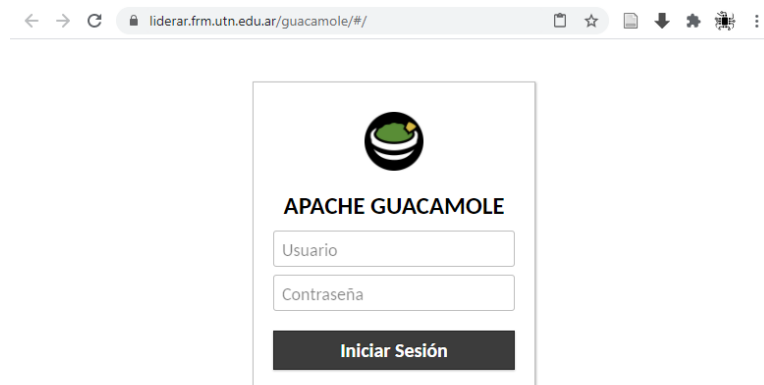 liderar.frm.utn.edu.ar/guacamole/#/
APACHE GUACAMOLE
Usuario
Contraseña
Iniciar Sesión